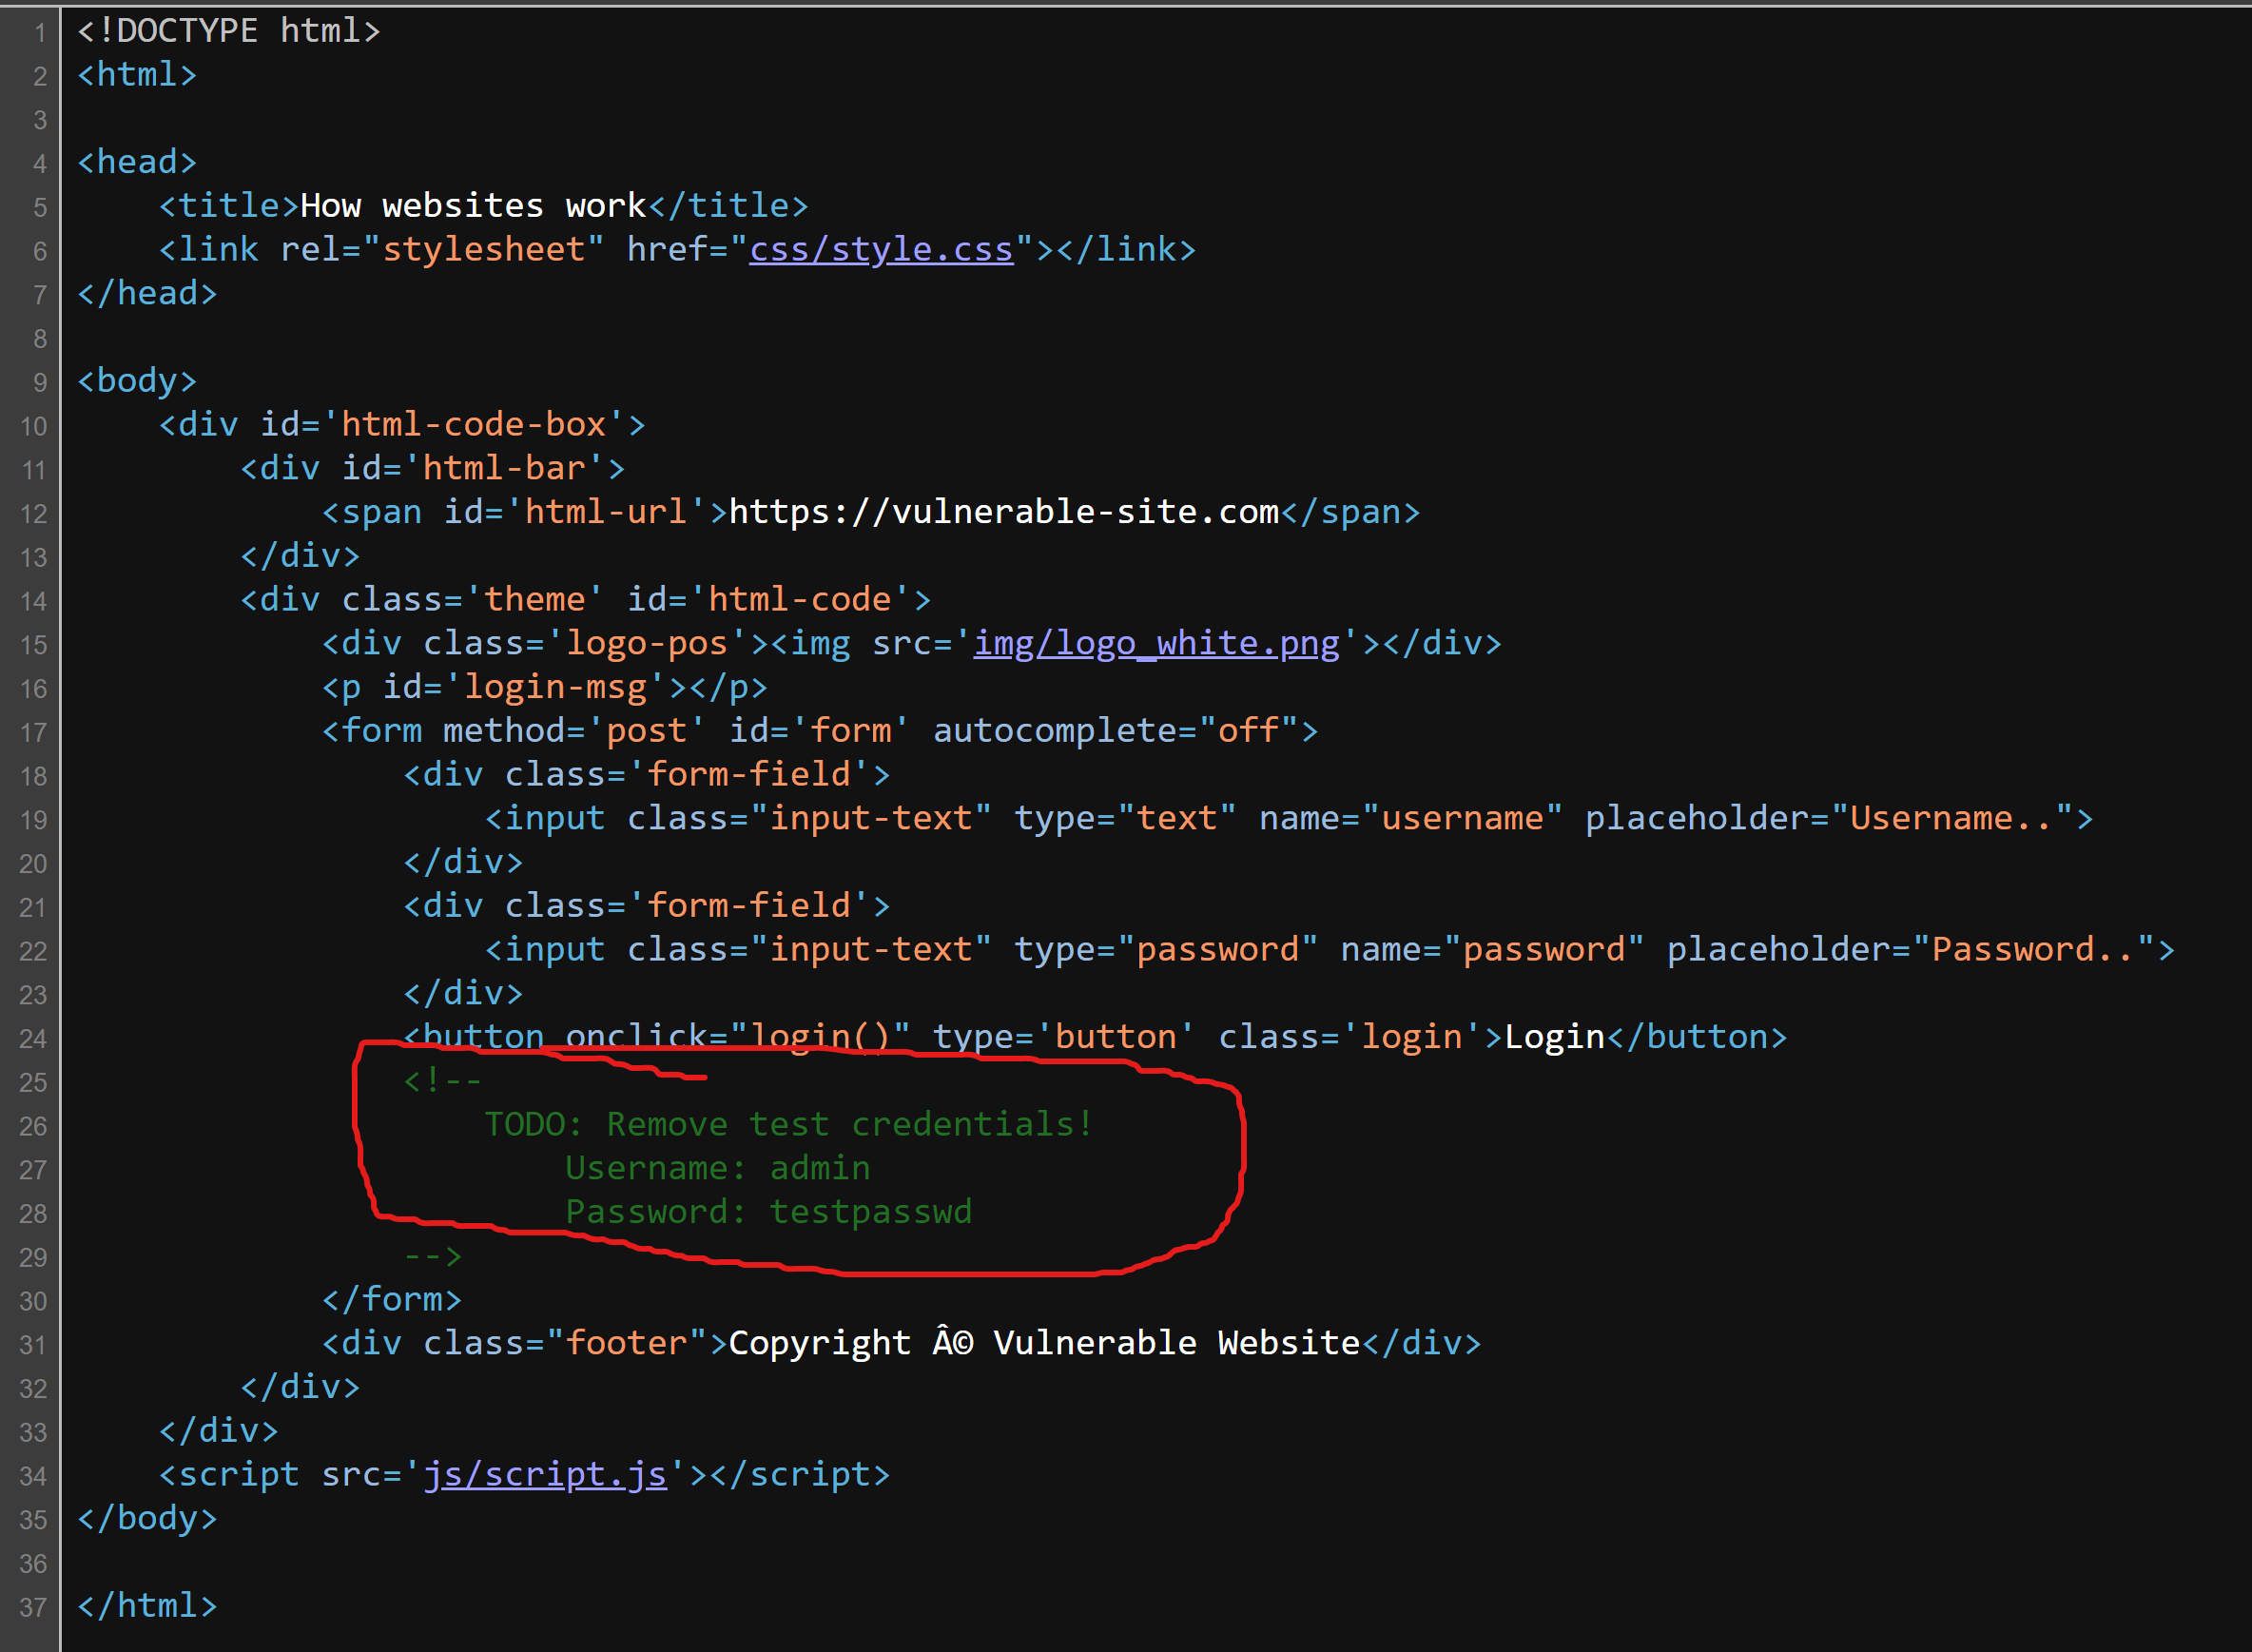 1 <!DOCTYPE html>
2 <html>
3
4 <head>
5     <title>How websites work</title>
6     <link rel="stylesheet" href="css/style.css"></link>
7 </head>
8
9 <body>
10     <div id='html-code-box'>
11         <div id='html-bar'>
12             <span id='html-url'>https://vulnerable-site.com</span>
13         </div>
14         <div class='theme' id='html-code'>
15             <div class='logo-pos'><img src='img/logo_white.png'></div>
16             <p id='login-msg'></p>
17             <form method='post' id='form' autocomplete="off">
18                 <div class='form-field'>
19                     <input class="input-text" type="text" name="username" placeholder="Username..">
20                 </div>
21                 <div class='form-field'>
22                     <input class="input-text" type="password" name="password" placeholder="Password..">
23                 </div>
24                 <button onclick="login()" type='button' class='login'>Login</button>
25                 <!--
26                     TODO: Remove test credentials!
27                         Username: admin
28                         Password: testpasswd
29                 -->
30             </form>
31             <div class="footer">Copyright Â© Vulnerable Website</div>
32         </div>
33     </div>
34     <script src='js/script.js'></script>
35 </body>
36
37 </html>